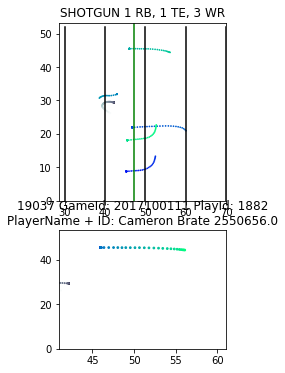 SHOTGUN 1 RB, 1 TE, 3 WR
50
40
30
20
10
0
30 40 50 60 70
19037 GameId: 2017100111 PlayId: 1882
PlayerName + ID: Cameron Brate 2550656.0
40
20
0
45 50 55 60